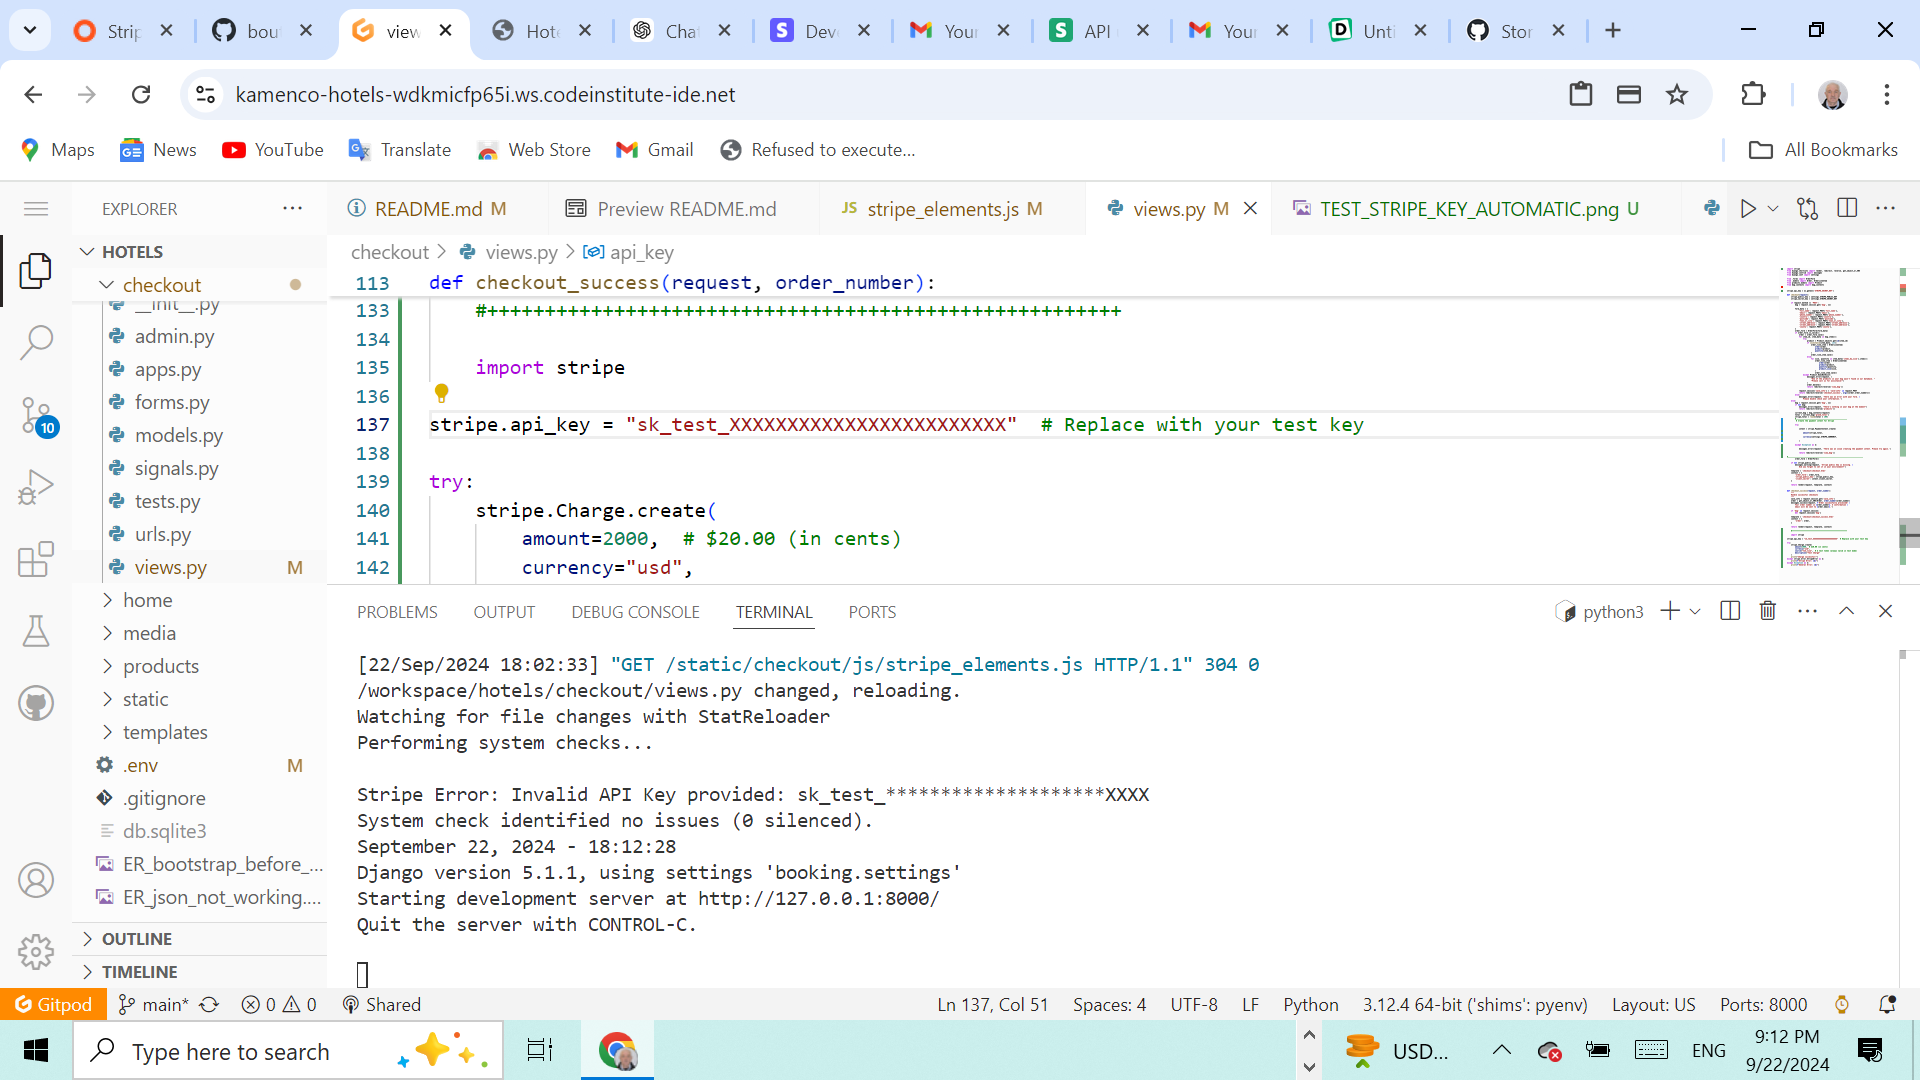 Strip
bou
view
Hote
Cha
Dev
Your
API
Your
Unti
Stor
kamenco-hotels-wdkmicfp65i.ws.codeinstitute-ide.net
Maps
News
YouTube
Translate
Web Store
Gmail
Refused to execute...
All Bookmarks
EXPLORER
README.md M
Preview README.md
JS stripe_elements.js M
views.py M
TEST_STRIPE_KEY_AUTOMATIC.png U
HOTELS
checkout
__init__.py
admin.py
apps.py
forms.py
models.py
signals.py
tests.py
urls.py
views.py M
home
media
products
static
templates
.env M
.gitignore
db.sqlite3
ER_bootstrap_before_...
ER_json_not_working....
OUTLINE
TIMELINE
10
checkout > views.py > api_key
113 def checkout_success(request, order_number):
133 #+++++++++++++++++++++++++++++++++++++++++++++++++++++++
134
135 import stripe
136
137 stripe.api_key = "sk_test_XXXXXXXXXXXXXXXXXXXXXXXX" # Replace with your test key
138
139 try:
140 stripe.Charge.create(
141 amount=2000, # $20.00 (in cents)
142 currency="usd",
PROBLEMS OUTPUT DEBUG CONSOLE TERMINAL PORTS
python3
[22/Sep/2024 18:02:33] "GET /static/checkout/js/stripe_elements.js HTTP/1.1" 304 0
/workspace/hotels/checkout/views.py changed, reloading.
Watching for file changes with StatReloader
Performing system checks...
Stripe Error: Invalid API Key provided: sk_test_********************XXXX
System check identified no issues (0 silenced).
September 22, 2024 - 18:12:28
Django version 5.1.1, using settings 'booking.settings'
Starting development server at http://127.0.0.1:8000/
Quit the server with CONTROL-C.
Gitpod
main*
0 0
Shared
Ln 137, Col 51
Spaces: 4
UTF-8
LF
Python
3.12.4 64-bit ('shims': pyenv)
Layout: US
Ports: 8000
Type here to search
USD...
ENG
9:12 PM
9/22/2024